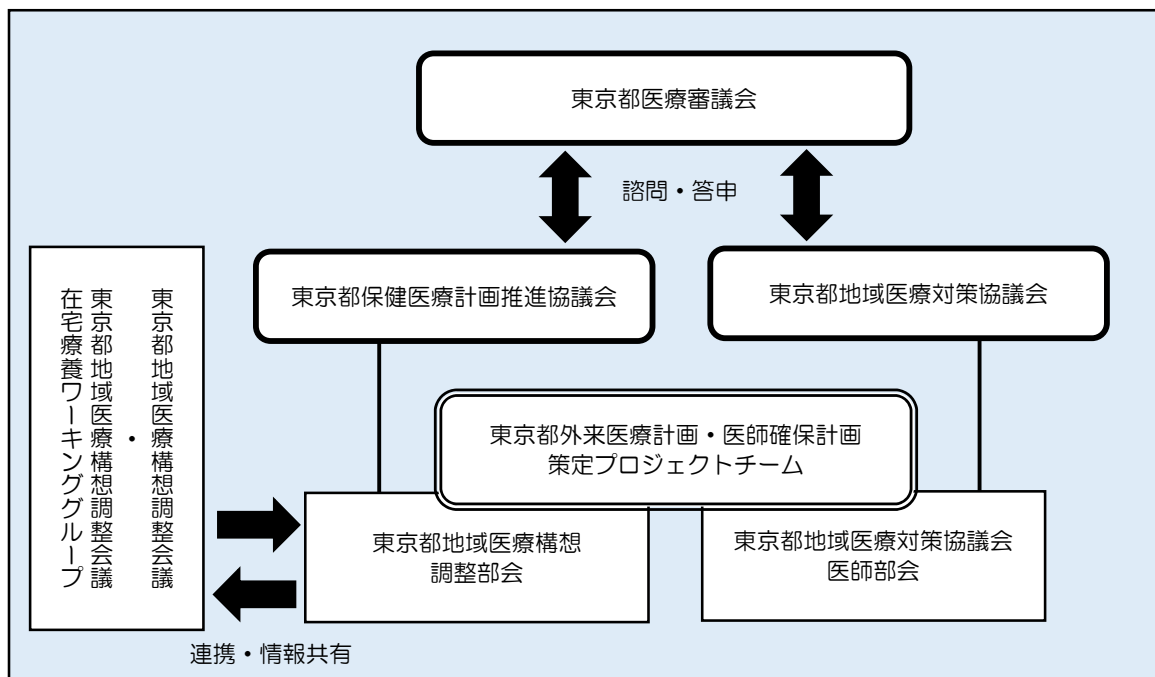 東京都医療審議会
諮問・答申
東京都保健医療計画推進協議会
東京都地域医療対策協議会
東京都外来医療計画・医師確保計画
策定プロジェクトチーム
東京都地域医療構想調整会議
・
東京都地域医療構想調整会議
在宅療養ワーキンググループ
東京都地域医療構想
調整部会
東京都地域医療対策協議会
医師部会
連携・情報共有